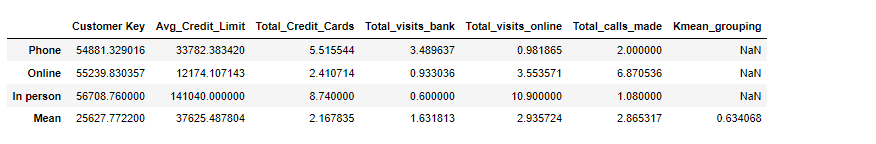 Customer Key Avg_Credit_Limit Total_Credit_Cards Total_visits_bank Total_visits_online Total_calls_made Kmean_grouping
Phone 54881.329016 33782.383420 5.515544 3.489637 0.981865 2.000000 NaN
Online 55239.830357 12174.107143 2.410714 0.933036 3.553571 6.870536 NaN
In person 56708.760000 141040.000000 8.740000 0.600000 10.900000 1.080000 NaN
Mean 25627.772200 37625.487804 2.167835 1.631813 2.935724 2.865317 0.634068